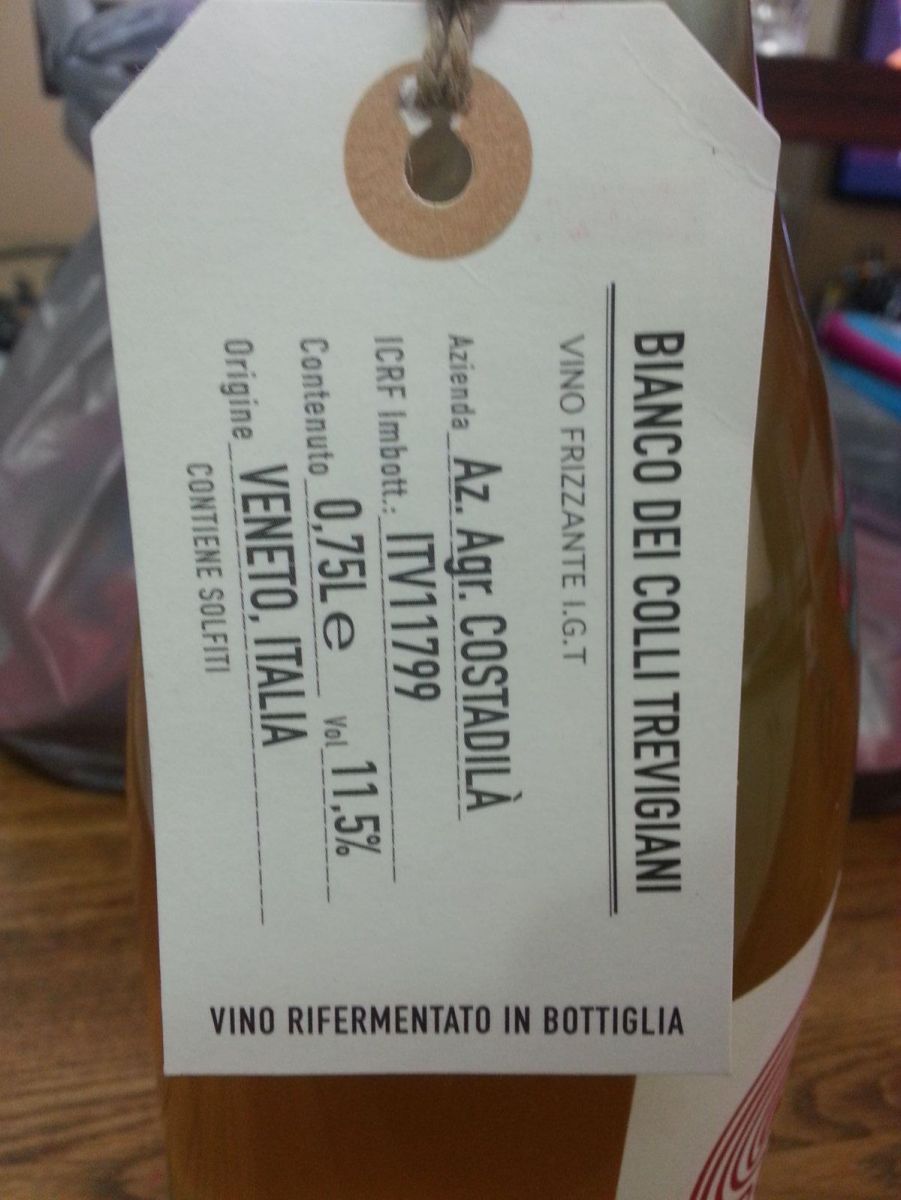 BIANCO DEI COLLI TREVIGIANI
VINO FRIZZANTE I.G.T
Azienda Az. Agr. COSTADILÀ
ICRF Imbott.: ITV11799
Contenuto 0,75L e Vol 11,5%
Origine VENETO, ITALIA
CONTIENE SOLFITI
VINO RIFERMENTATO IN BOTTIGLIA